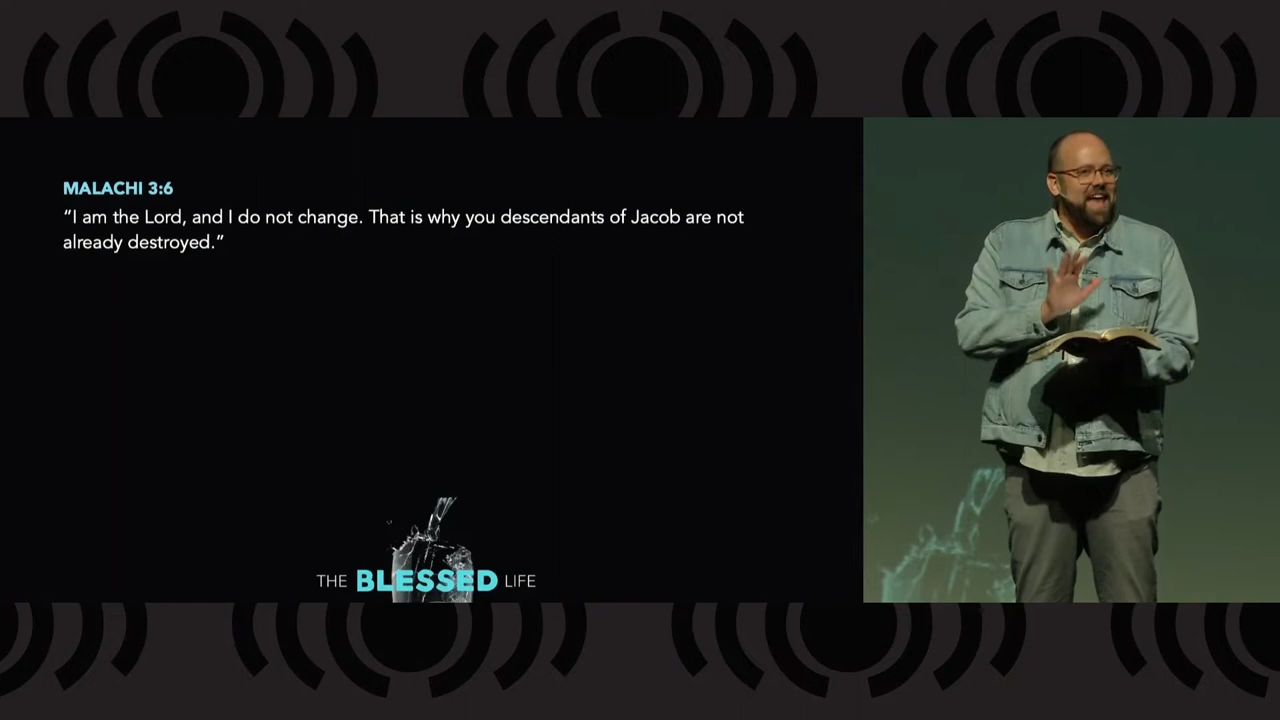 MALACHI 3:6
“I am the Lord, and I do not change. That is why you descendants of Jacob are not
already destroyed.”
THE BLESSED LIFE